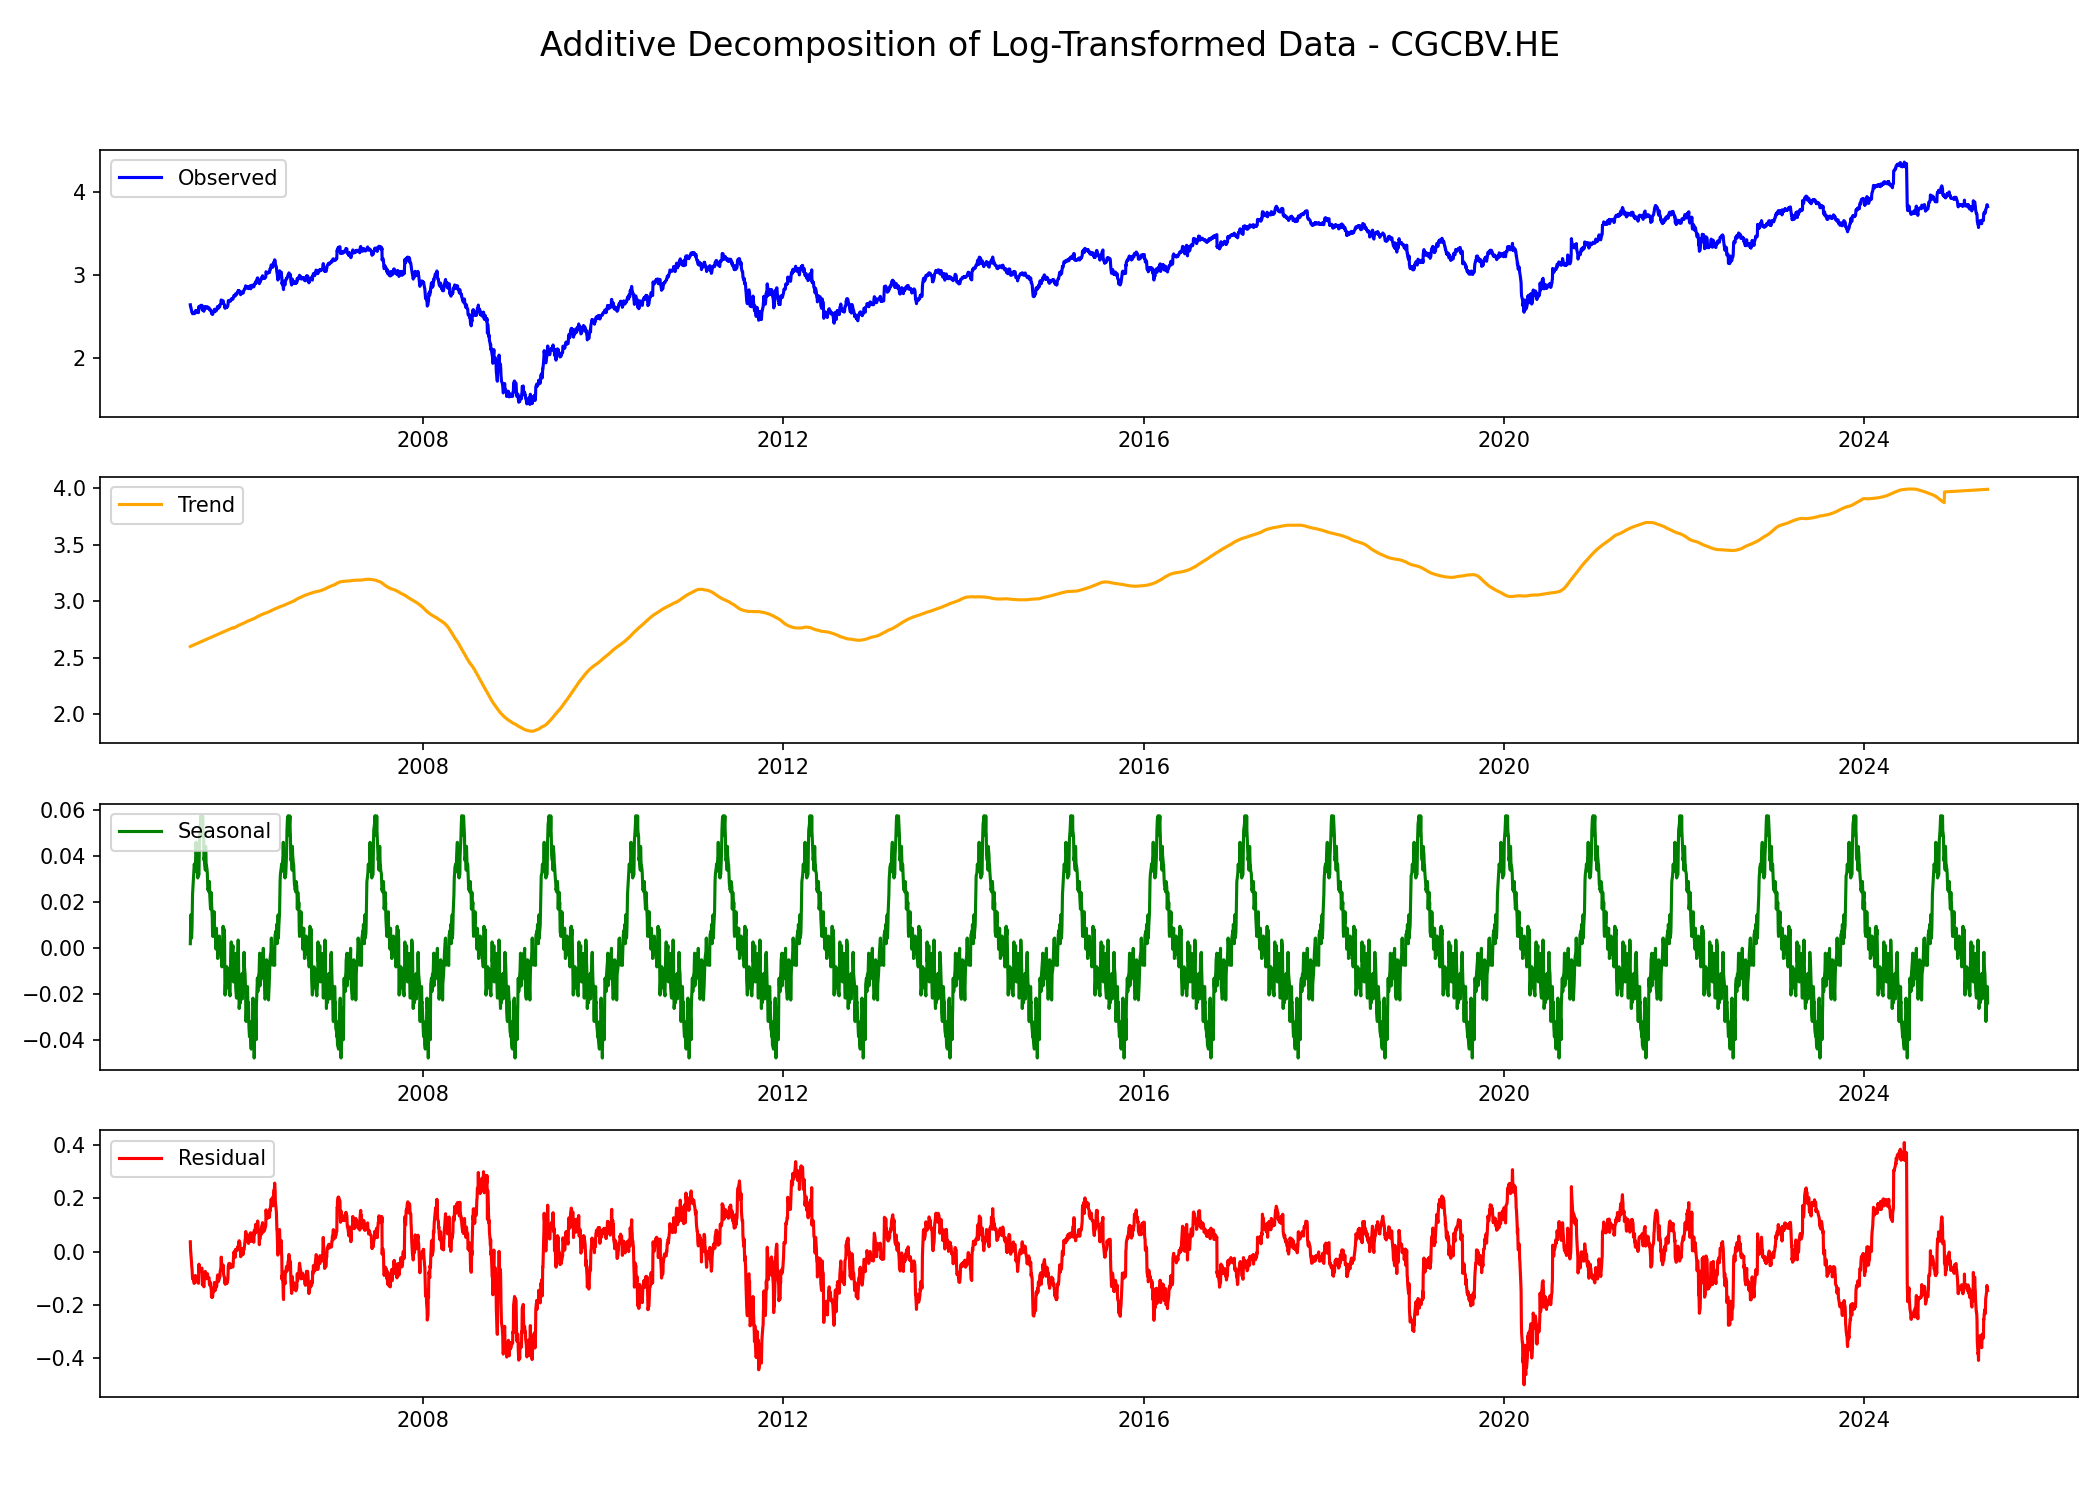 Additive Decomposition of Log-Transformed Data - CGCBV.HE
Observed
4
3
2
2008 2012 2016 2020 2024
Trend
4.0
3.5
3.0
2.5
2.0
2008 2012 2016 2020 2024
Seasonal
0.06
0.04
0.02
0.00
−0.02
−0.04
2008 2012 2016 2020 2024
Residual
0.4
0.2
0.0
−0.2
−0.4
2008 2012 2016 2020 2024